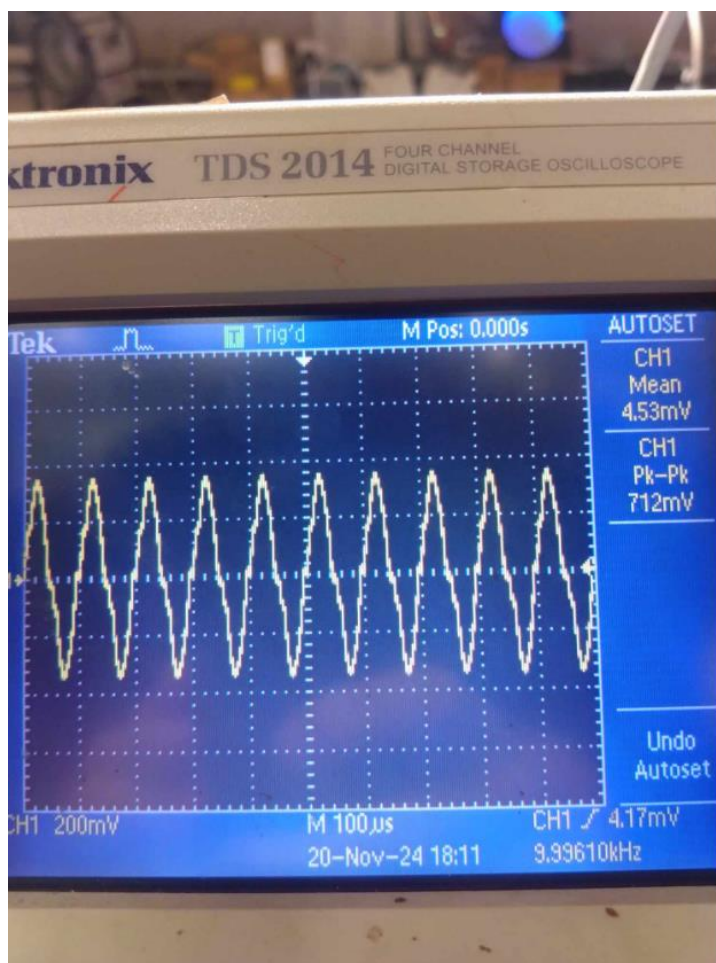 ktronix TDS 2014 FOUR CHANNEL
DIGITAL STORAGE OSCILLOSCOPE
Tek T Trig'd M Pos: 0.000s AUTOSET
CH1
Mean
4.53mV
CH1
Pk-Pk
712mV
1
Undo
Autoset
CH1 200mV M 100µs CH1 4.17mV
20-Nov-24 18:11 9.99610kHz